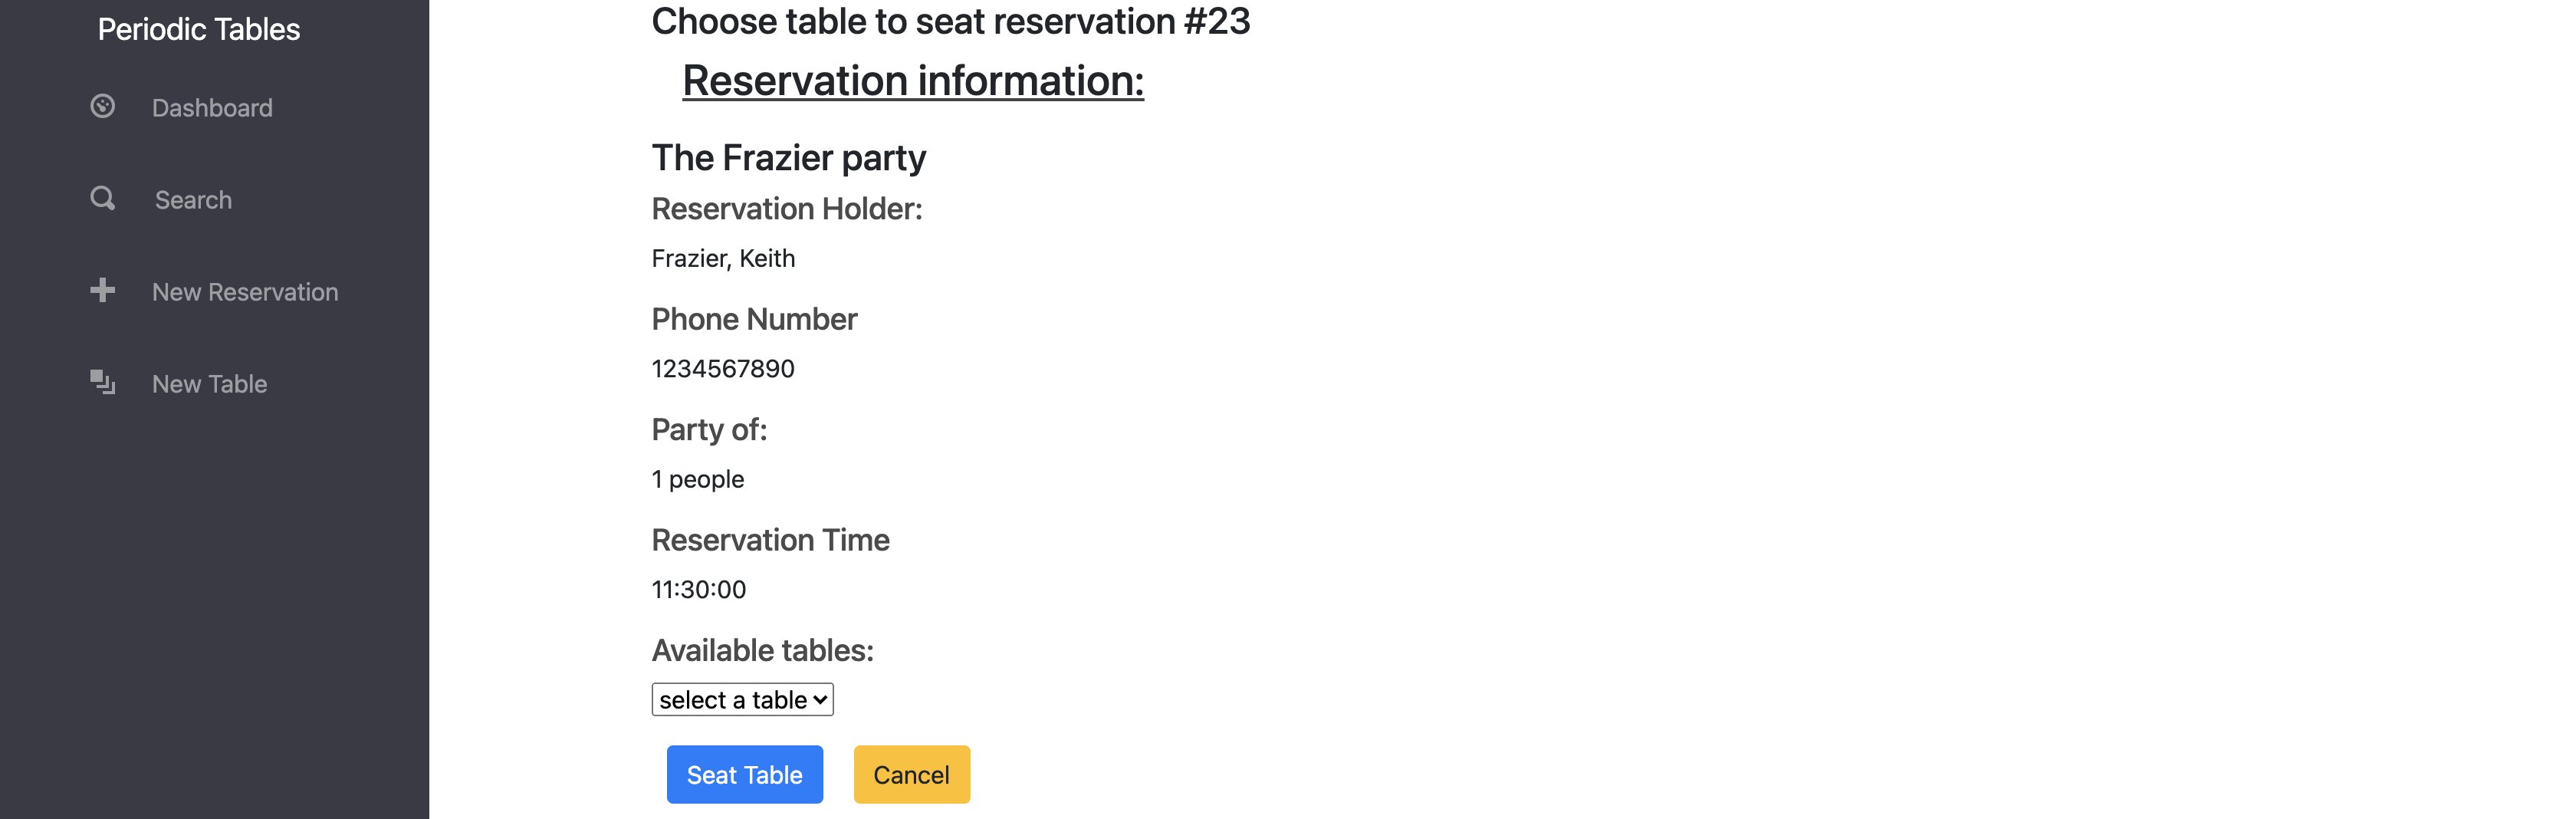 Periodic Tables
Dashboard
Search
New Reservation
New Table
Choose table to seat reservation #23
Reservation information:
The Frazier party
Reservation Holder:
Frazier, Keith
Phone Number
1234567890
Party of:
1 people
Reservation Time
11:30:00
Available tables:
select a table
Seat Table
Cancel